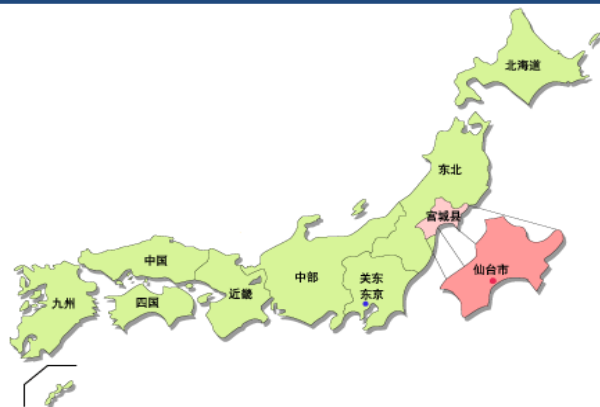 北海道
东北
宫城县
仙台市
中国
中部
关东
东京
近畿
四国
九州